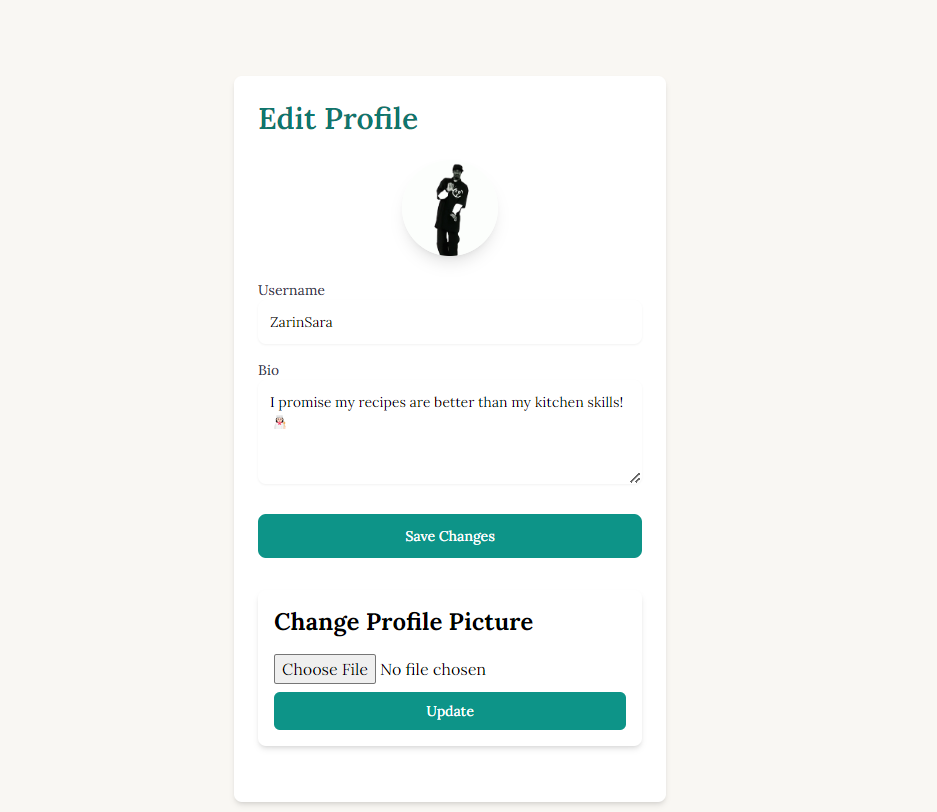 Edit Profile
Username
ZarinSara
Bio
I promise my recipes are better than my kitchen skills!
Save Changes
Change Profile Picture
Choose File No file chosen
Update